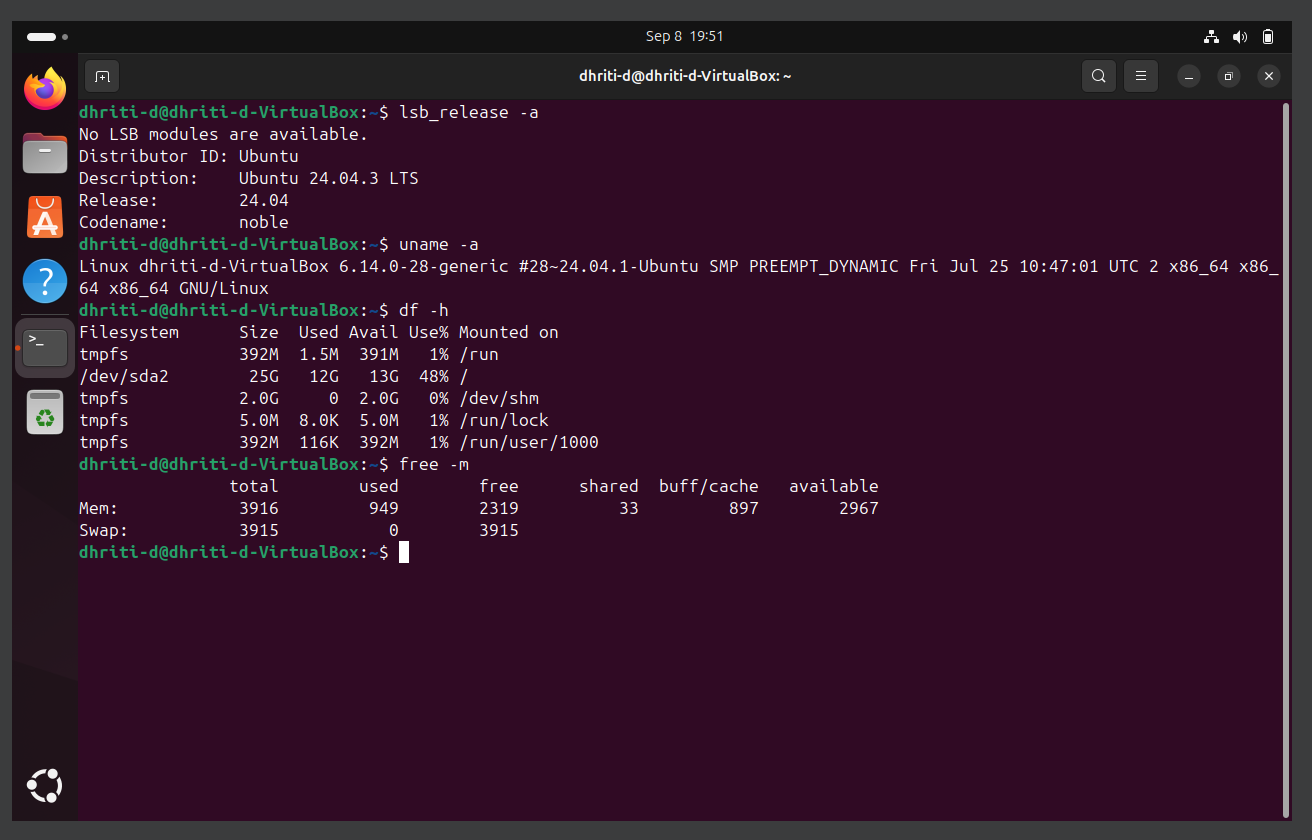 Sep 8 19:51
dhriti-d@dhriti-d-VirtualBox: ~
dhriti-d@dhriti-d-VirtualBox:~$ lsb_release -a
No LSB modules are available.
Distributor ID: Ubuntu
Description:    Ubuntu 24.04.3 LTS
Release:        24.04
Codename:       noble
dhriti-d@dhriti-d-VirtualBox:~$ uname -a
Linux dhriti-d-VirtualBox 6.14.0-28-generic #28~24.04.1-Ubuntu SMP PREEMPT_DYNAMIC Fri Jul 25 10:47:01 UTC 2 x86_64 x86_
64 x86_64 GNU/Linux
dhriti-d@dhriti-d-VirtualBox:~$ df -h
Filesystem      Size  Used Avail Use% Mounted on
tmpfs           392M  1.5M  391M   1% /run
/dev/sda2        25G   12G   13G  48% /
tmpfs           2.0G     0  2.0G   0% /dev/shm
tmpfs           5.0M  8.0K  5.0M   1% /run/lock
tmpfs           392M  116K  392M   1% /run/user/1000
dhriti-d@dhriti-d-VirtualBox:~$ free -m
               total        used        free      shared  buff/cache   available
Mem:            3916         949        2319          33         897        2967
Swap:           3915           0        3915
dhriti-d@dhriti-d-VirtualBox:~$